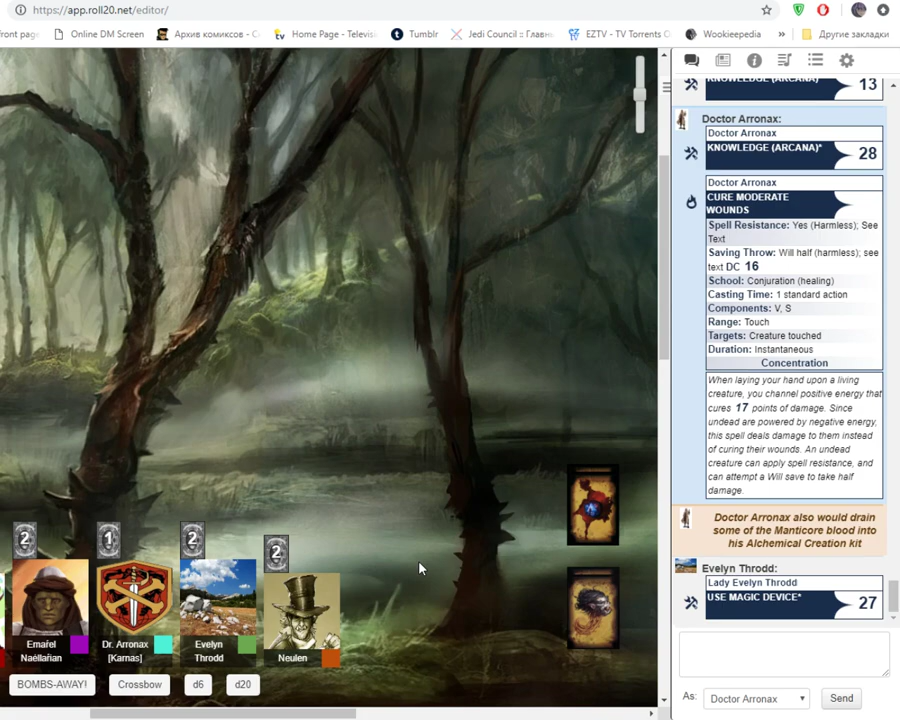 https://app.roll20.net/editor/
front page
Online DM Screen
Архив комиксов - С
Home Page - Televis
Tumblr
Jedi Council :: Главн
EZTV - TV Torrents O
Wookieepedia
»
Другие закладки
KNOWLEDGE (ARCANA)
13
Doctor Arronax:
Doctor Arronax
KNOWLEDGE (ARCANA)*
28
Doctor Arronax
CURE MODERATE
WOUNDS
Spell Resistance: Yes (Harmless); See
Text
Saving Throw: Will half (harmless); see
text DC 16
School: Conjuration (healing)
Casting Time: 1 standard action
Components: V, S
Range: Touch
Targets: Creature touched
Duration: Instantaneous
Concentration
When laying your hand upon a living
creature, you channel positive energy that
cures 17 points of damage. Since
undead are powered by negative energy,
this spell deals damage to them instead
of curing their wounds. An undead
creature can apply spell resistance, and
can attempt a Will save to take half
damage.
Doctor Arronax also would drain
some of the Manticore blood into
his Alchemical Creation kit
Evelyn Throdd:
Lady Evelyn Throdd
USE MAGIC DEVICE*
27
As:
Doctor Arronax
Send
2
1
2
2
Emařel
Naëllařian
Dr. Arronax
[Karnas]
Evelyn
Throdd
Neulen
BOMBS-AWAY!
Crossbow
d6
d20